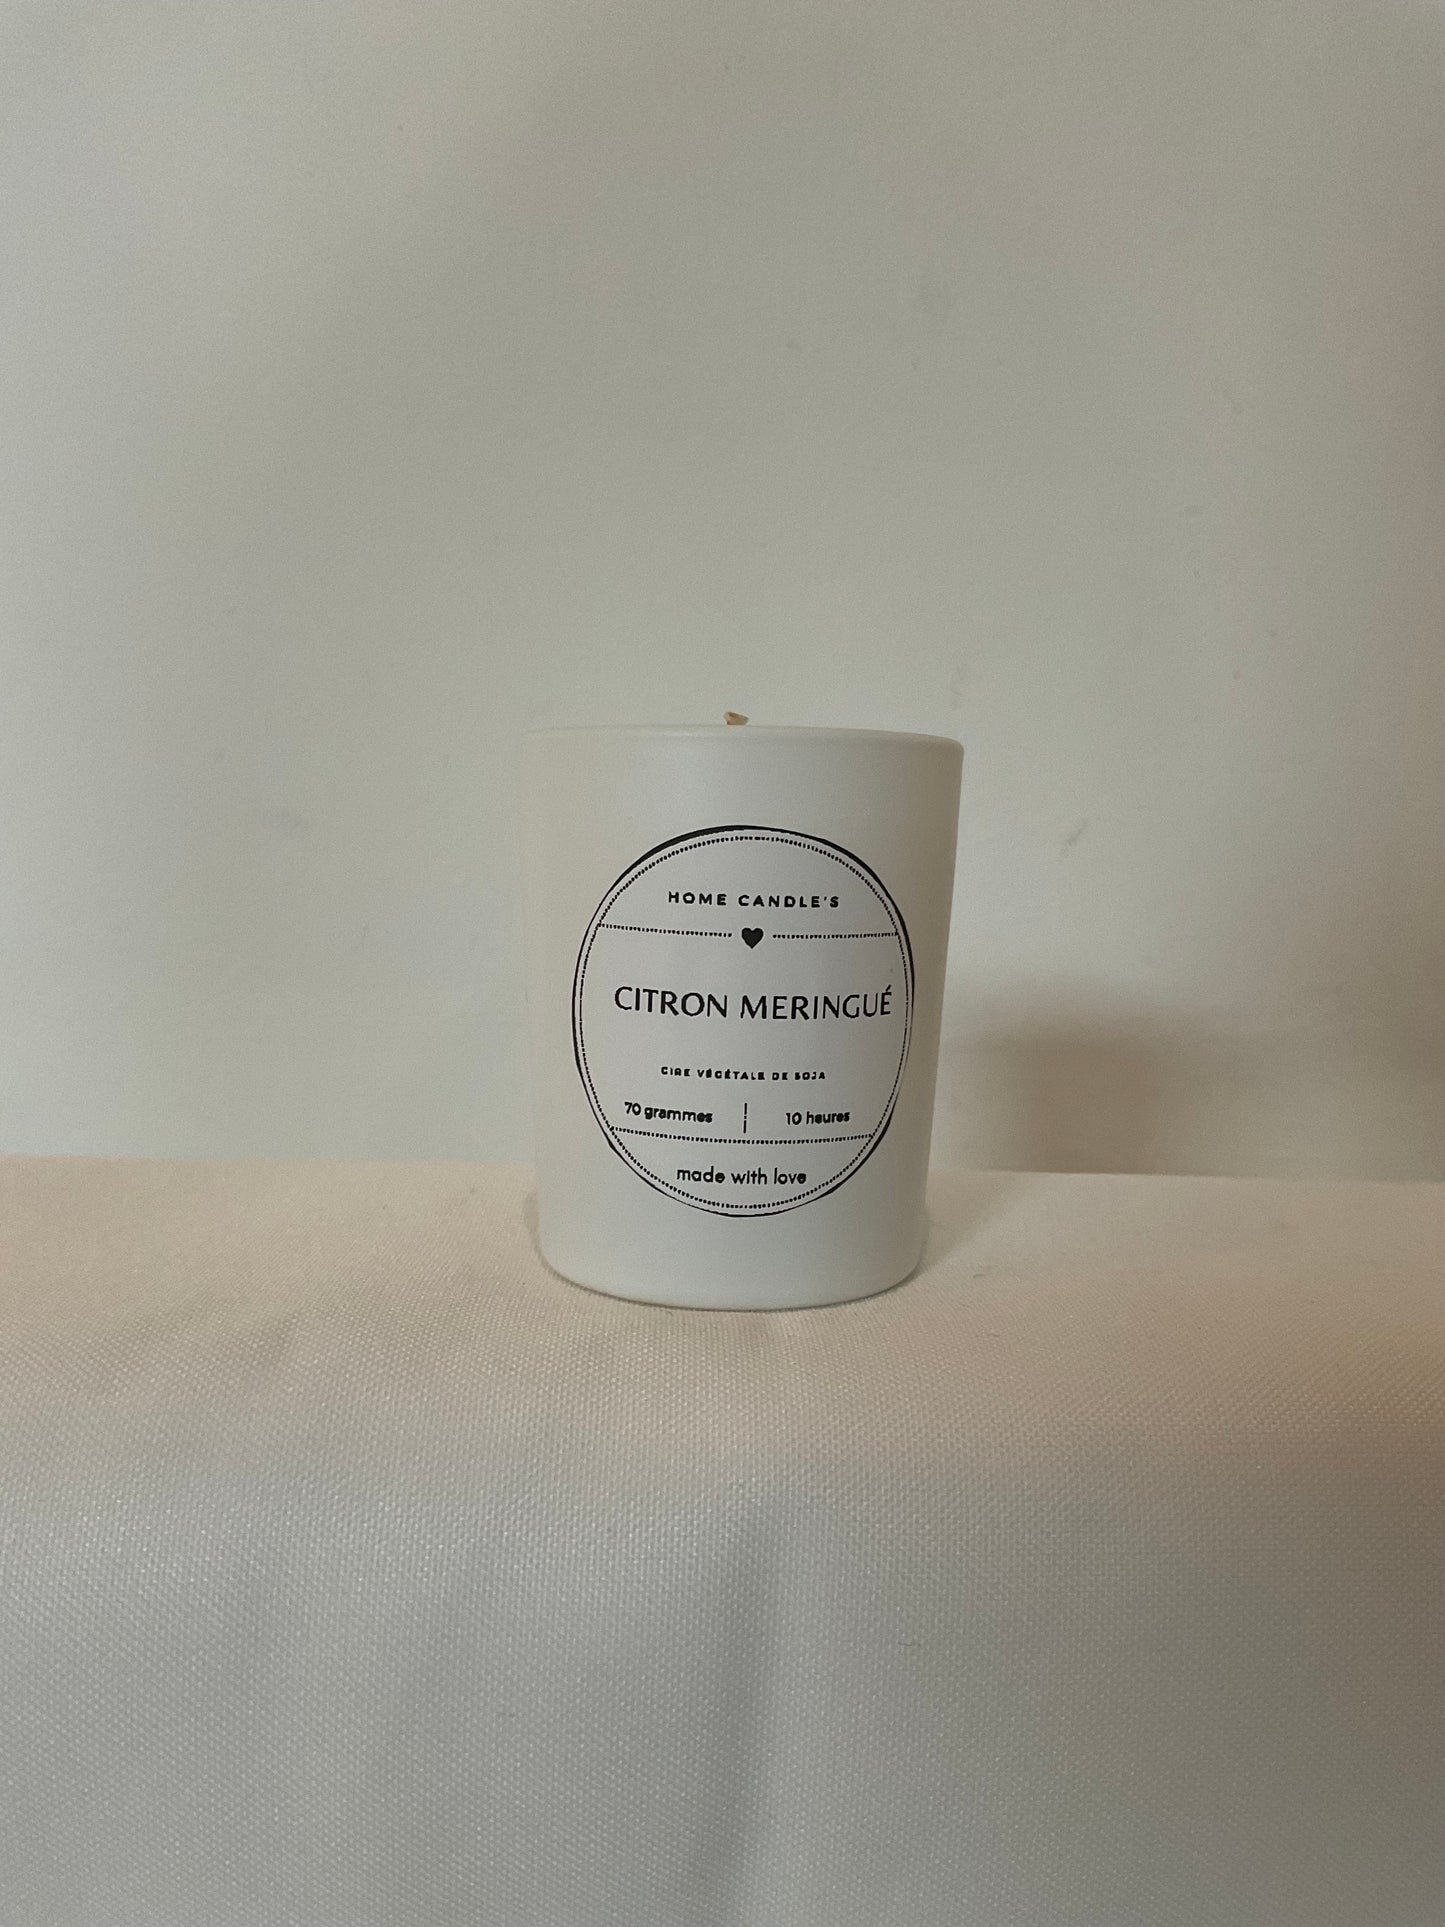 HOME CANDLE'S
CITRON MERINGUÉ
CIRE VÉGÉTALE DE SOJA
70 grammes | 10 heures
made with love